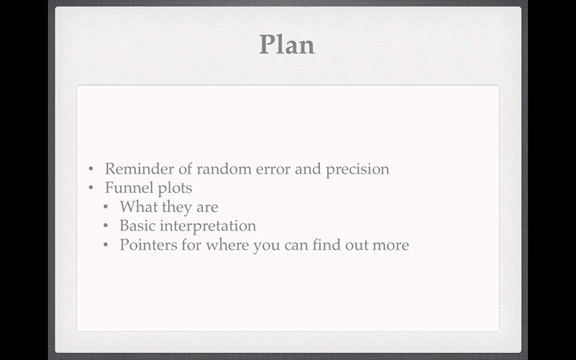 Plan
• Reminder of random error and precision
• Funnel plots
• What they are
• Basic interpretation
• Pointers for where you can find out more